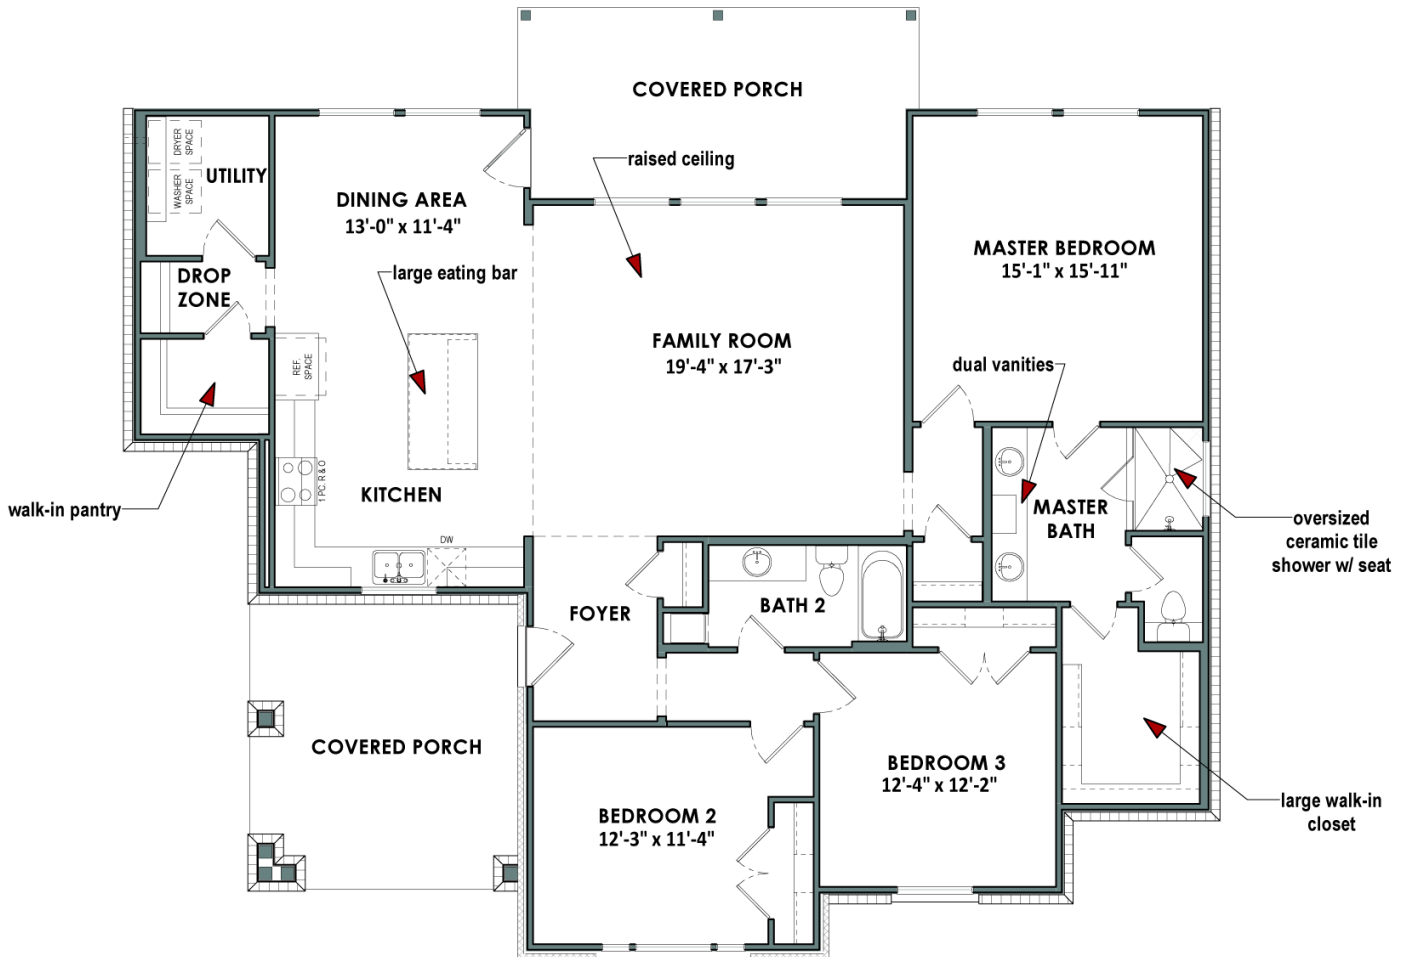 COVERED PORCH
raised ceiling
DRYER
SPACE
WASHER
SPACE
UTILITY
DINING AREA
13'-0" x 11'-4"
MASTER BEDROOM
15'-1" x 15'-11"
DROP
ZONE
large eating bar
FAMILY ROOM
19'-4" x 17'-3"
REF.
SPACE
dual vanities
1 PC. R & O
KITCHEN
walk-in pantry
MASTER
BATH
oversized
ceramic tile
shower w/ seat
DW
FOYER
BATH 2
COVERED PORCH
BEDROOM 3
12'-4" x 12'-2"
BEDROOM 2
12'-3" x 11'-4"
large walk-in
closet